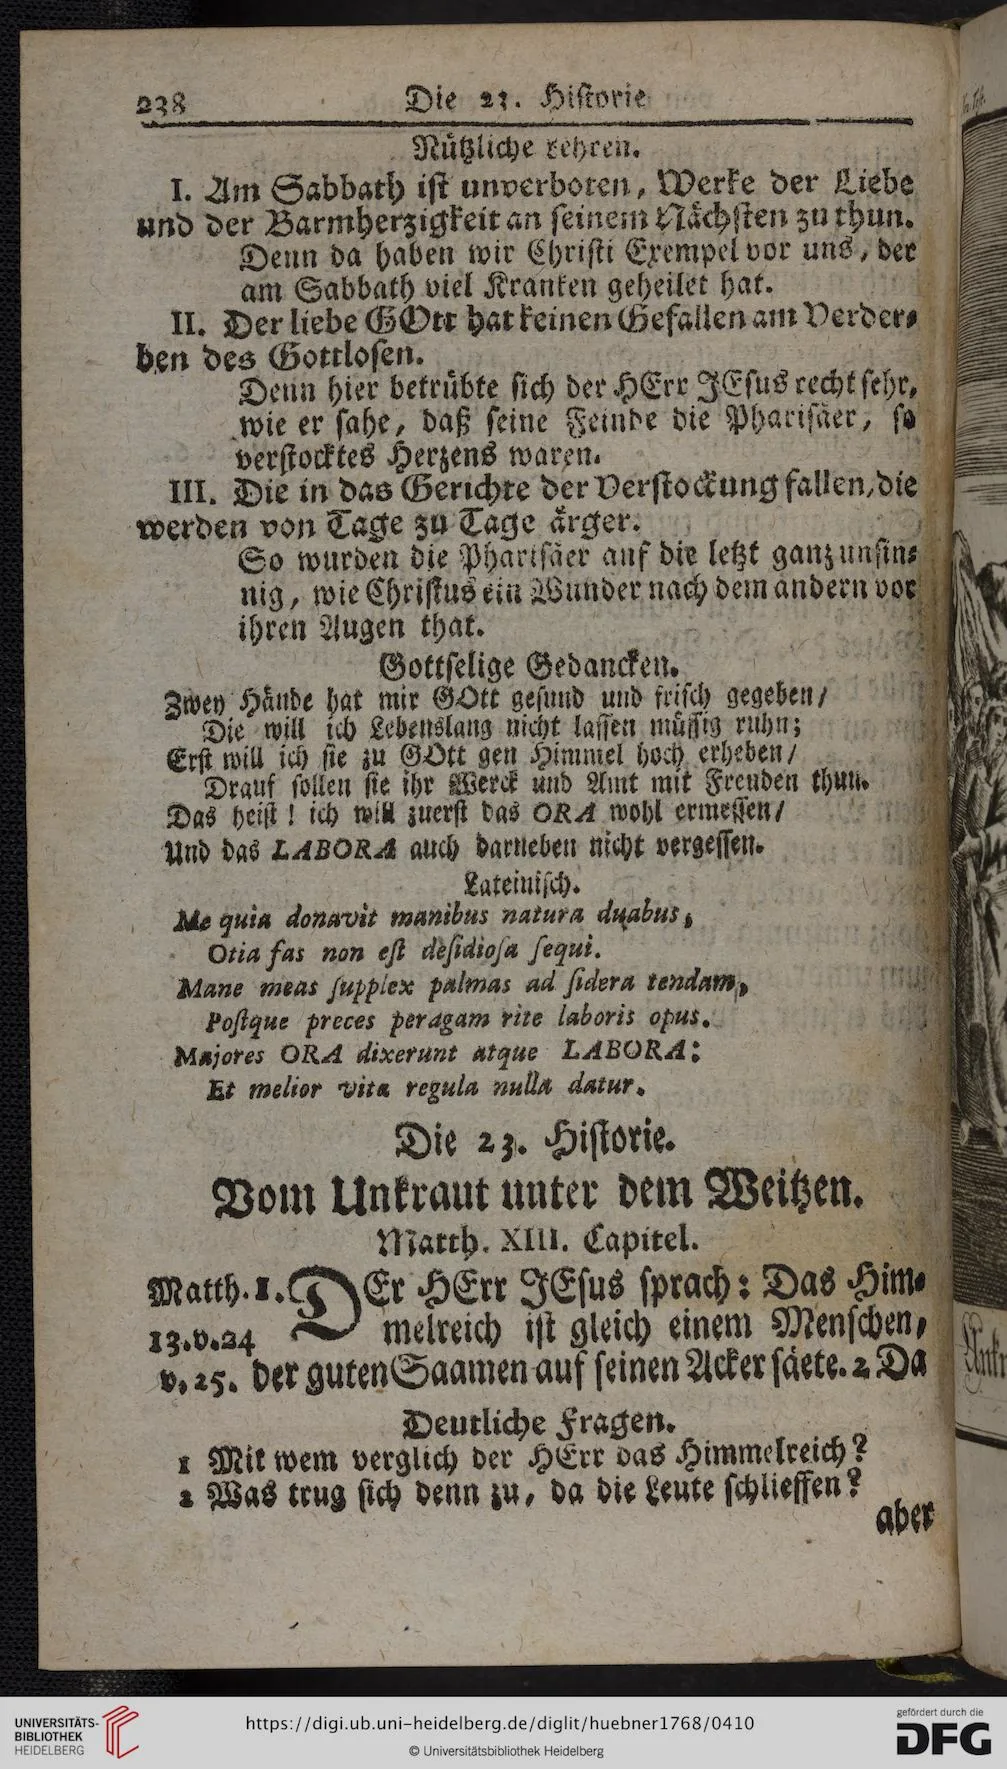 238 Die 23. Historie
Nützliche Lehren.
I. Am Sabbath ist unverboten, Werke der Liebe
und der Barmherzigkeit an seinem Nächsten zu thun.
Denn da haben wir Christi Exempel vor uns, der
am Sabbath viel Kranken geheilet hat.
II. Der liebe GOtt hat keinen Gefallen am Verder-
ben des Gottlosen.
Denn hier betrübte sich der HErr JEsus recht sehr,
wie er sahe, daß seine Feinde die Pharisäer, so
verstocktes Herzens waren.
III. Die in das Gerichte der Verstockung fallen, die
werden von Tage zu Tage ärger.
So wurden die Pharisäer auf die letzt ganz unsin-
nig, wie Christus ein Wunder nach dem andern vor
ihren Augen that.
Gottselige Gedancken.
Zwey Hände hat mir GOtt gesund und frisch gegeben/
Die will ich Lebenslang nicht lassen müssig ruhn;
Erst will ich sie zu GOtt gen Himmel hoch erheben/
Drauf sollen sie ihr Werck und Amt mit Freuden thun.
Das heist! ich will zuerst das ORA wohl ermessen/
Und das LABORA auch darneben nicht vergessen.
Lateinisch.
Me quia donavit manibus natura duabus,
Otia fas non eſt deſidioſa ſequi.
Mane meas ſupplex palmas ad ſidera tendam,
Poſtque preces peragam rite laboris opus.
Majores ORA dixerunt atque LABORA:
Et melior vita regula nulla datur.
Die 23. Historie.
Vom Unkraut unter dem Weitzen.
Matth. XIII. Capitel.
Matth. 1. DEr HErr JEsus sprach: Das Him-
13.v.24 melreich ist gleich einem Menschen,
v. 25. der guten Saamen auf seinen Acker säete. 2 Da
Deutliche Fragen.
1 Mit wem verglich der HErr das Himmelreich?
2 Was trug sich denn zu, da die Leute schlieffen?
aber
UNIVERSITÄTS-
BIBLIOTHEK
HEIDELBERG
https://digi.ub.uni-heidelberg.de/diglit/huebner1768/0410
© Universitätsbibliothek Heidelberg
gefördert durch die
DFG